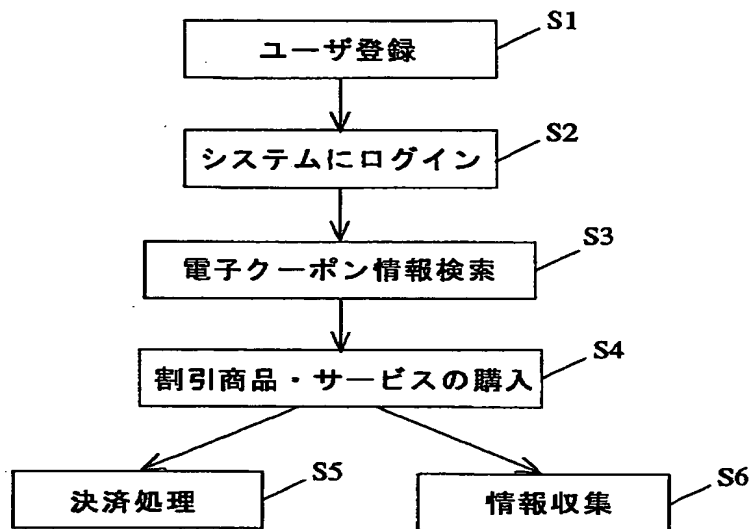 S1
ユーザ登録
S2
システムにログイン
S3
電子クーポン情報検索
S4
割引商品・サービスの購入
S5
決済処理
S6
情報収集